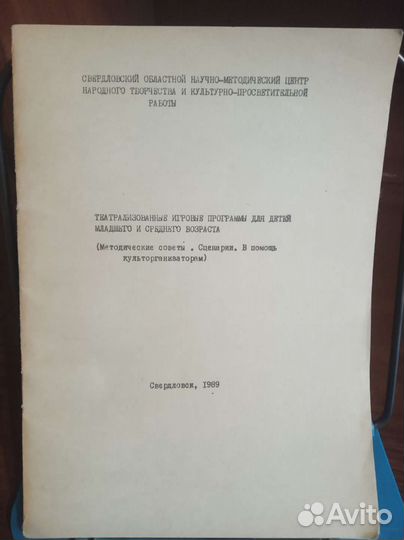 СВЕРДЛОВСКИЙ ОБЛАСТНОЙ НАУЧНО-МЕТОДИЧЕСКИЙ ЦЕНТР
НАРОДНОГО ТВОРЧЕСТВА И КУЛЬТУРНО-ПРОСВЕТИТЕЛЬНОЙ
РАБОТЫ
ТЕАТРАЛИЗОВАННЫЕ ИГРОВЫЕ ПРОГРАММЫ ДЛЯ ДЕТЕЙ
МЛАДШЕГО И СРЕДНЕГО ВОЗРАСТА
(Методические советы . Сценарии. В помощь
культорганизаторам)
Свердловск, 1989
Avito